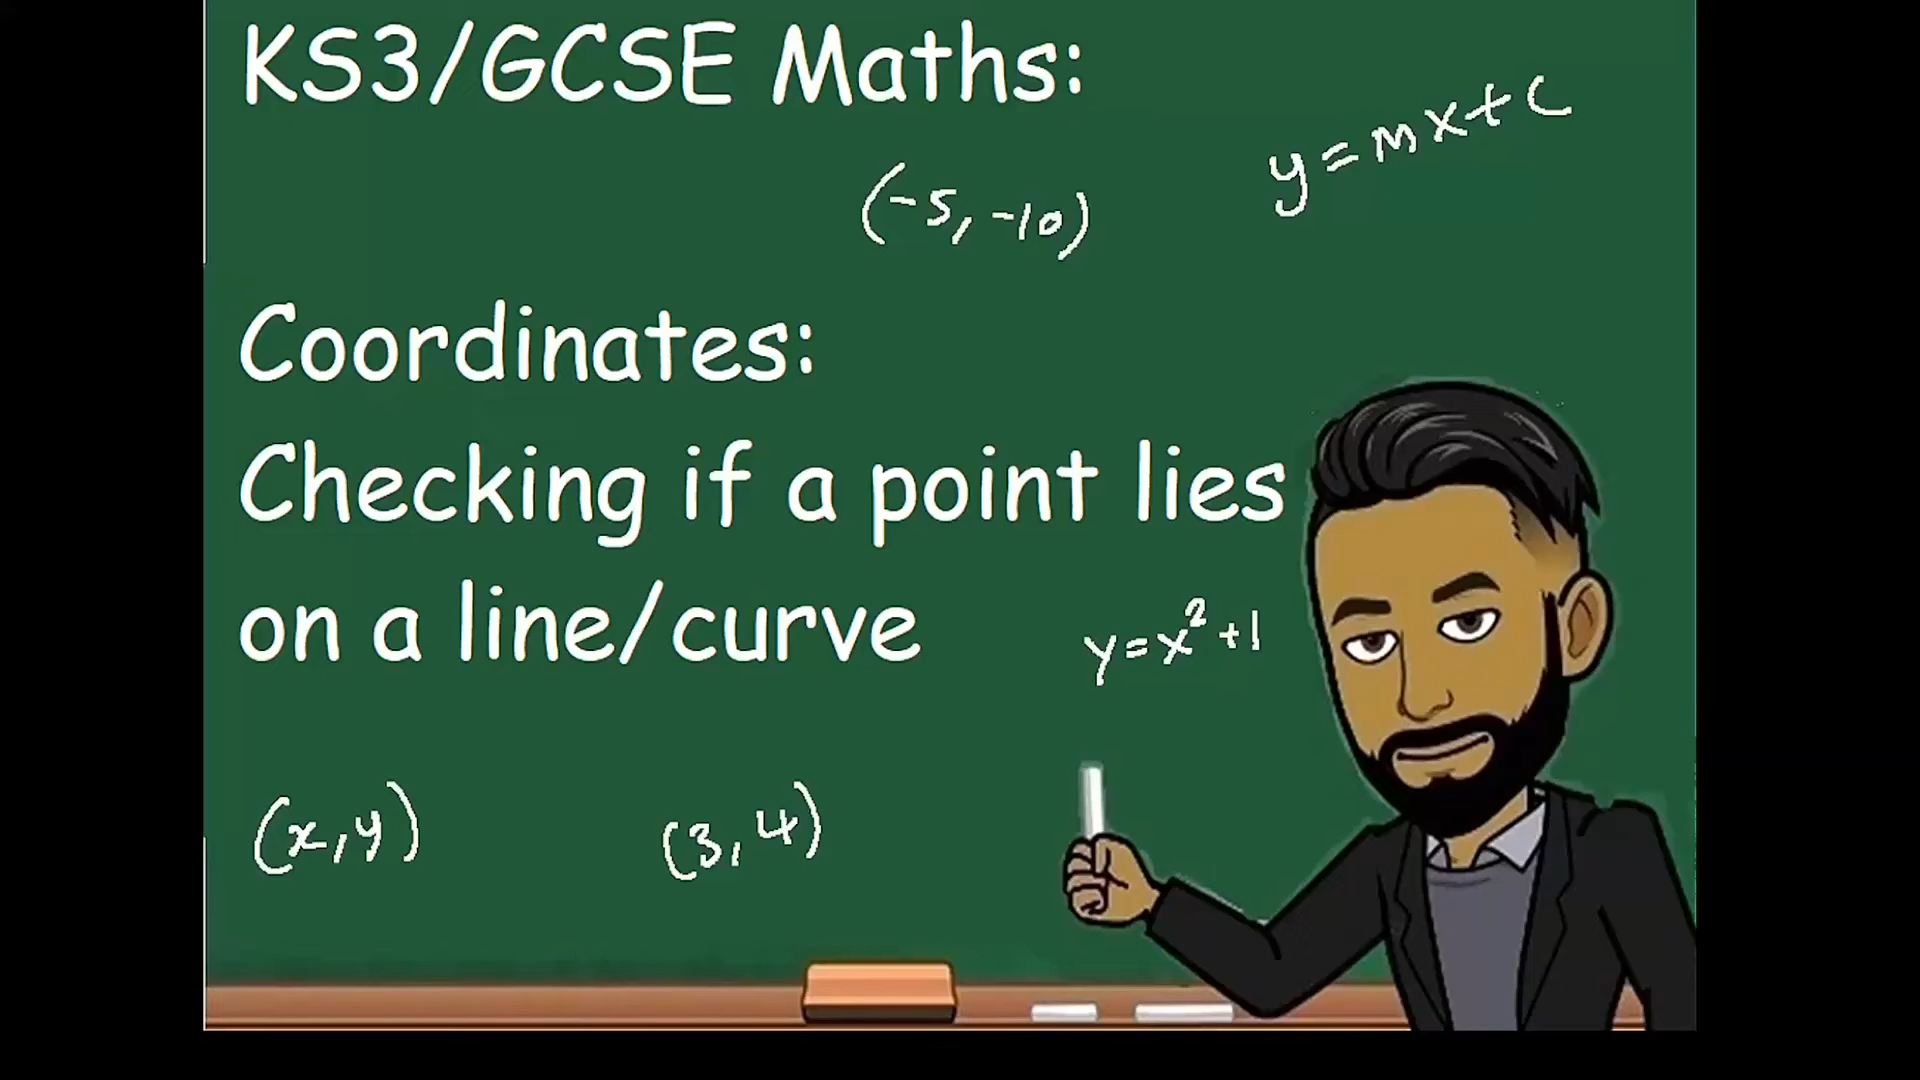 KS3/GCSE Maths:
y=mx+c
(-5, -10)
Coordinates:
Checking if a point lies
on a line/curve
y=x²+1
(x,y)
(3,4)